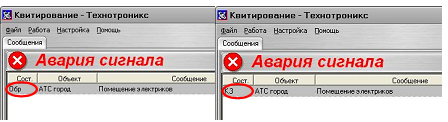 Квитирование - Технотроникс
Файл Работа Настройка Помощь
Сообщения
Авария сигнала
Сост. Объект Сообщение
Обр АТС город Помещение электриков
Квитирование - Технотроникс
Файл Работа Настройка Помощь
Сообщения
Авария сигнала
Сост. Объект Сообщение
КЗ АТС город Помещение электриков